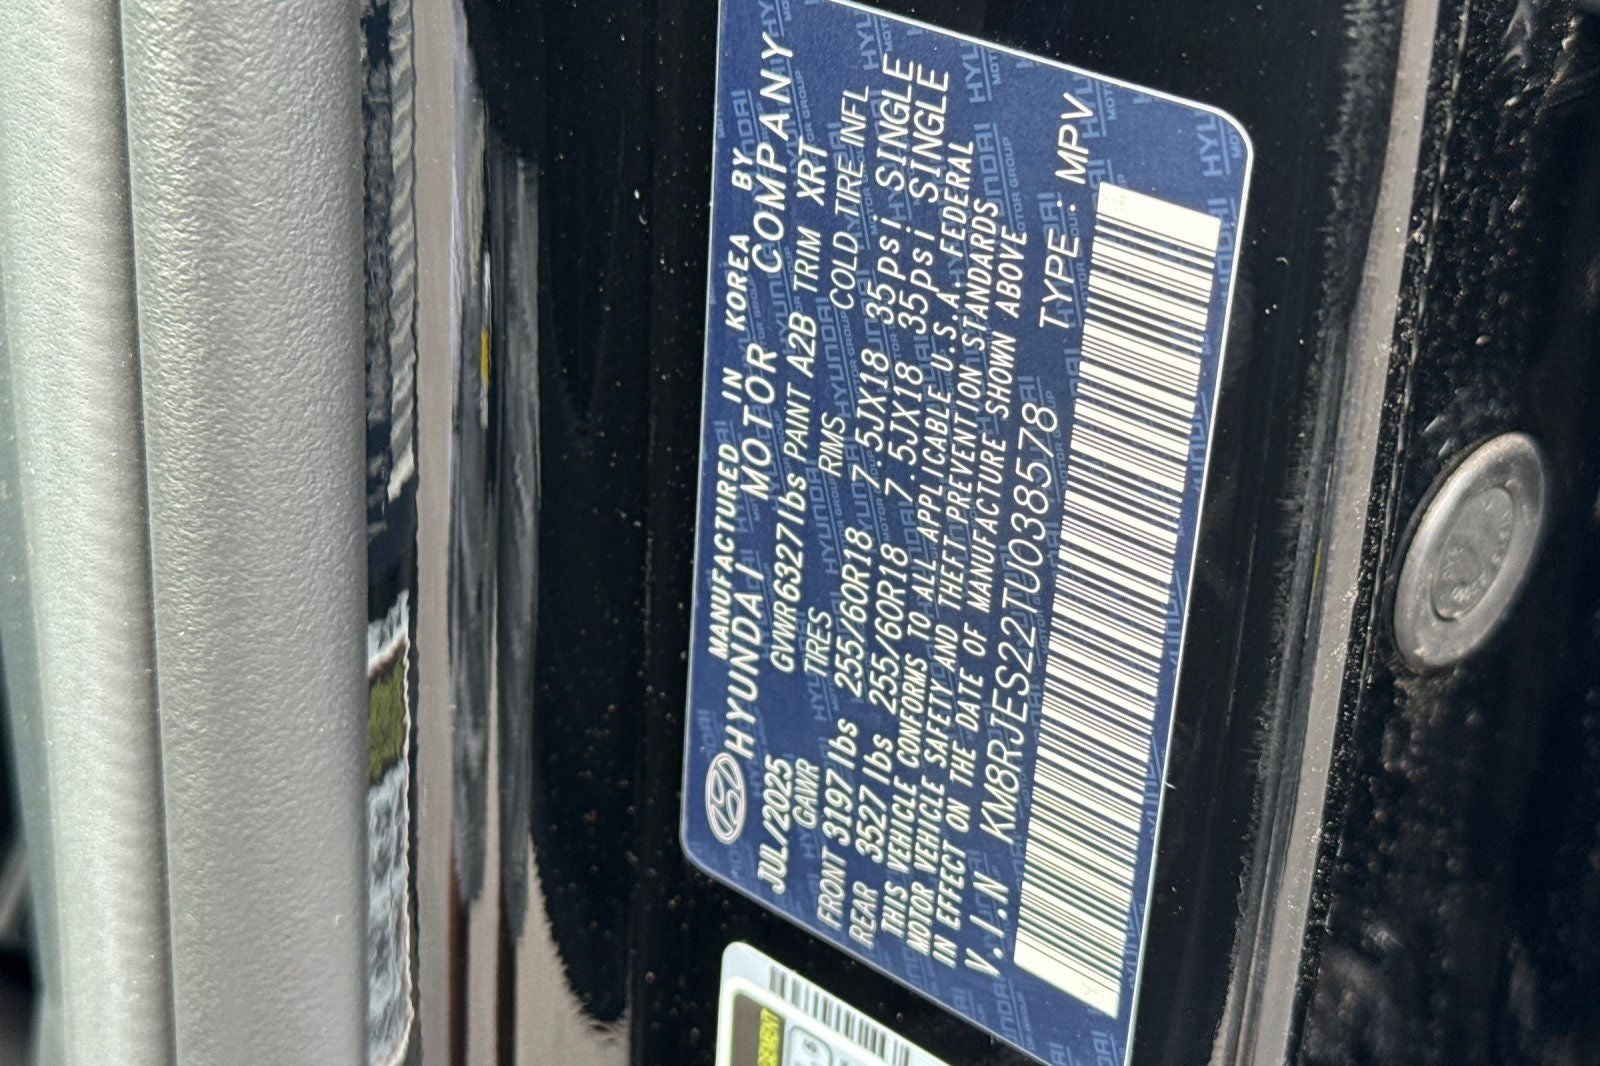 MANUFACTURED IN KOREA BY
HYUNDAI MOTOR COMPANY
JUL/2025 GVWR 6327lbs PAINT A2B TRIM XRT
GAWR TIRES RIMS COLD TIRE INFL
FRONT 3197lbs 255/60R18 7.5JX18 35psi SINGLE
REAR 3527lbs 255/60R18 7.5JX18 35psi SINGLE
THIS VEHICLE CONFORMS TO ALL APPLICABLE U.S.A. FEDERAL
MOTOR VEHICLE SAFETY AND THEFT PREVENTION STANDARDS
IN EFFECT ON THE DATE OF MANUFACTURE SHOWN ABOVE
V.I.N KM8RJES22TU038578 TYPE: MPV